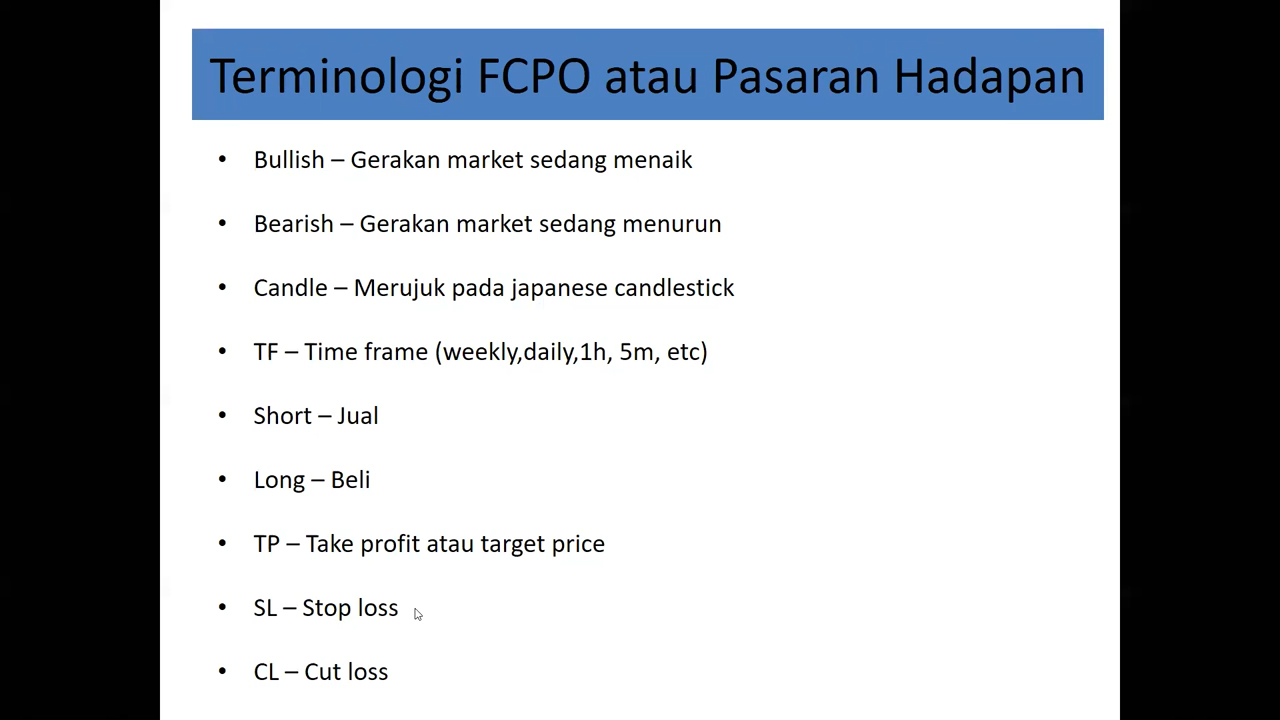 Terminologi FCPO atau Pasaran Hadapan
• Bullish – Gerakan market sedang menaik
• Bearish – Gerakan market sedang menurun
• Candle – Merujuk pada japanese candlestick
• TF – Time frame (weekly,daily,1h, 5m, etc)
• Short – Jual
• Long – Beli
• TP – Take profit atau target price
• SL – Stop loss
• CL – Cut loss